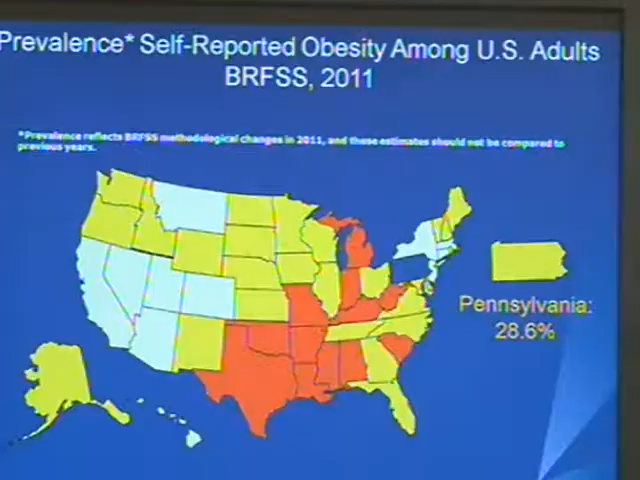 Prevalence* Self-Reported Obesity Among U.S. Adults
BRFSS, 2011
*Prevalence reflects BRFSS methodological changes in 2011, and these estimates should not be compared to
previous years.
Pennsylvania:
28.6%